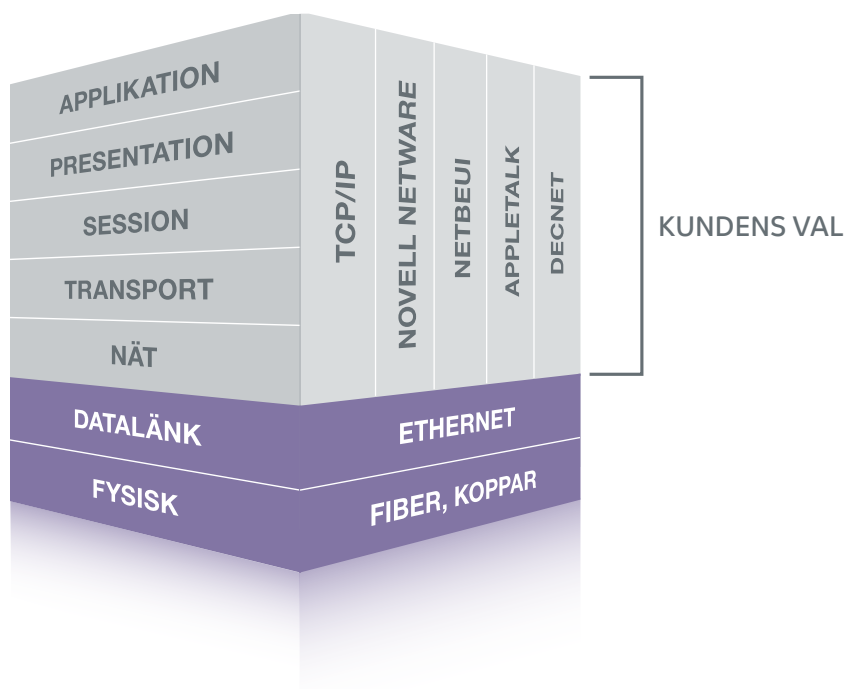 APPLIKATION
PRESENTATION
SESSION
TRANSPORT
NÄT
DATALÄNK
FYSISK
TCP/IP
NOVELL NETWARE
NETBEUI
APPLETALK
DECNET
ETHERNET
FIBER, KOPPAR
KUNDENS VAL